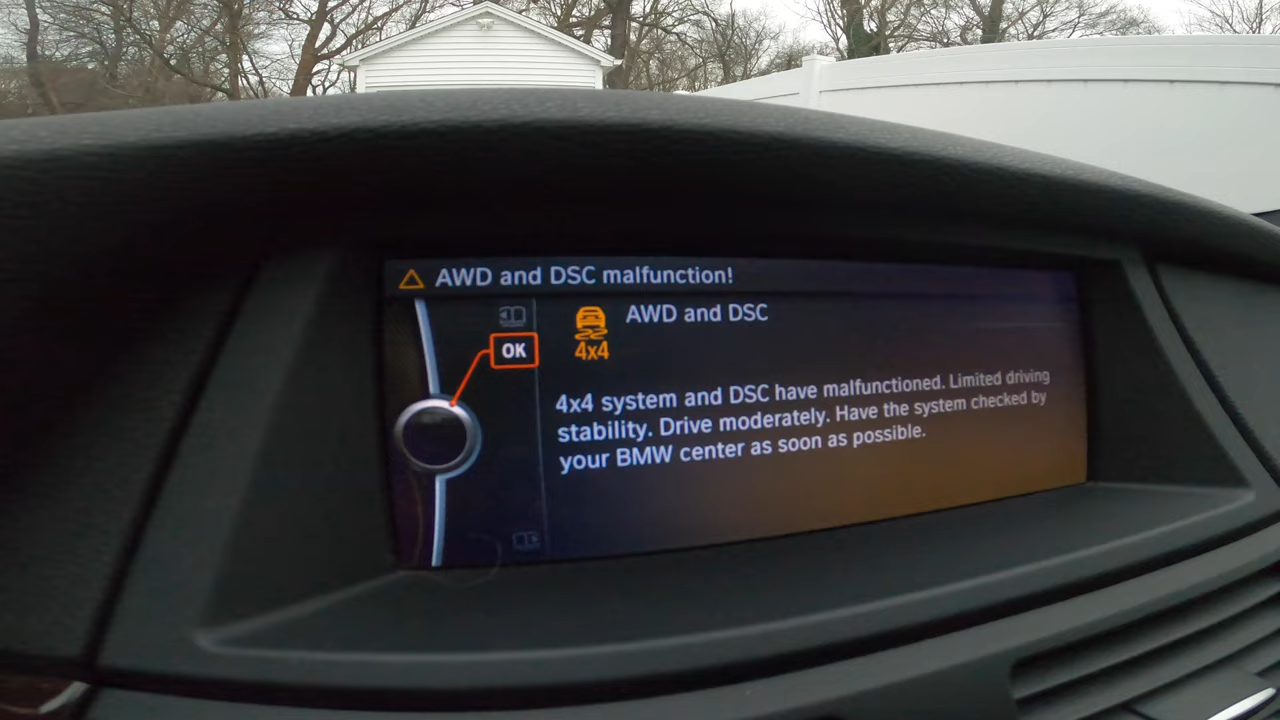 AWD and DSC malfunction!
AWD and DSC
OK
4x4
4x4 system and DSC have malfunctioned. Limited driving
stability. Drive moderately. Have the system checked by
your BMW center as soon as possible.